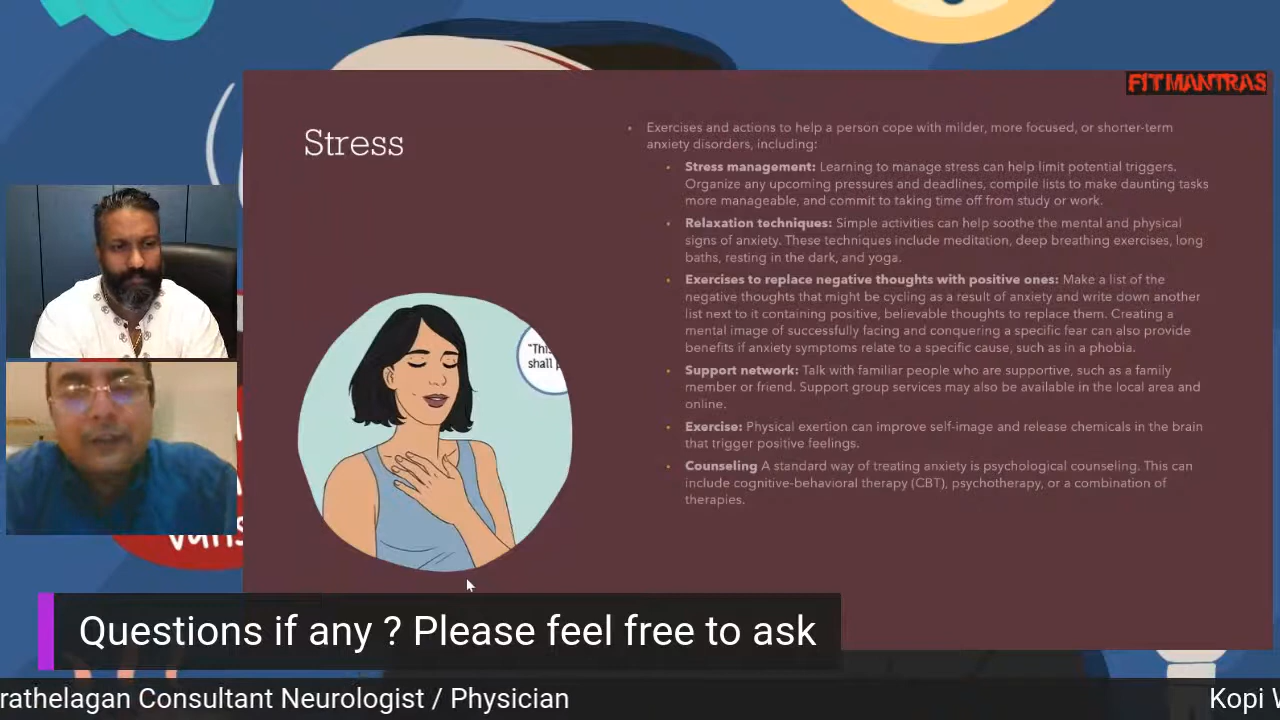 FITMANTRAS
Stress
Exercises and actions to help a person cope with milder, more focused, or shorter-term
anxiety disorders, including:
Stress management: Learning to manage stress can help limit potential triggers.
Organize any upcoming pressures and deadlines, compile lists to make daunting tasks
more manageable, and commit to taking time off from study or work.
Relaxation techniques: Simple activities can help soothe the mental and physical
signs of anxiety. These techniques include meditation, deep breathing exercises, long
baths, resting in the dark, and yoga.
Exercises to replace negative thoughts with positive ones: Make a list of the
negative thoughts that might be cycling as a result of anxiety and write down another
list next to it containing positive, believable thoughts to replace them. Creating a
mental image of successfully facing and conquering a specific fear can also provide
benefits if anxiety symptoms relate to a specific cause, such as in a phobia.
Support network: Talk with familiar people who are supportive, such as a family
member or friend. Support group services may also be available in the local area and
online.
Exercise: Physical exertion can improve self-image and release chemicals in the brain
that trigger positive feelings.
Counseling A standard way of treating anxiety is psychological counseling. This can
include cognitive-behavioral therapy (CBT), psychotherapy, or a combination of
therapies.
"This
shall
Questions if any ? Please feel free to ask
rathelagan Consultant Neurologist / Physician
Kopi